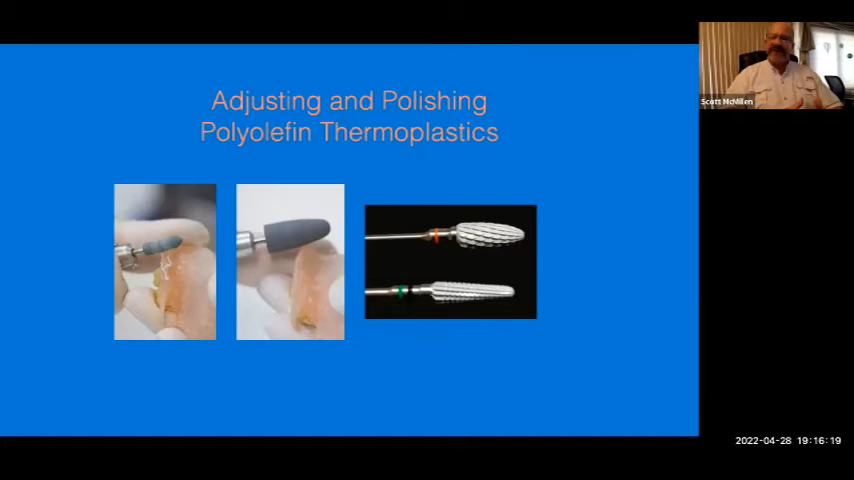 Adjusting and Polishing
Polyolefin Thermoplastics
Scott McMillen
2022-04-28 19:16:19